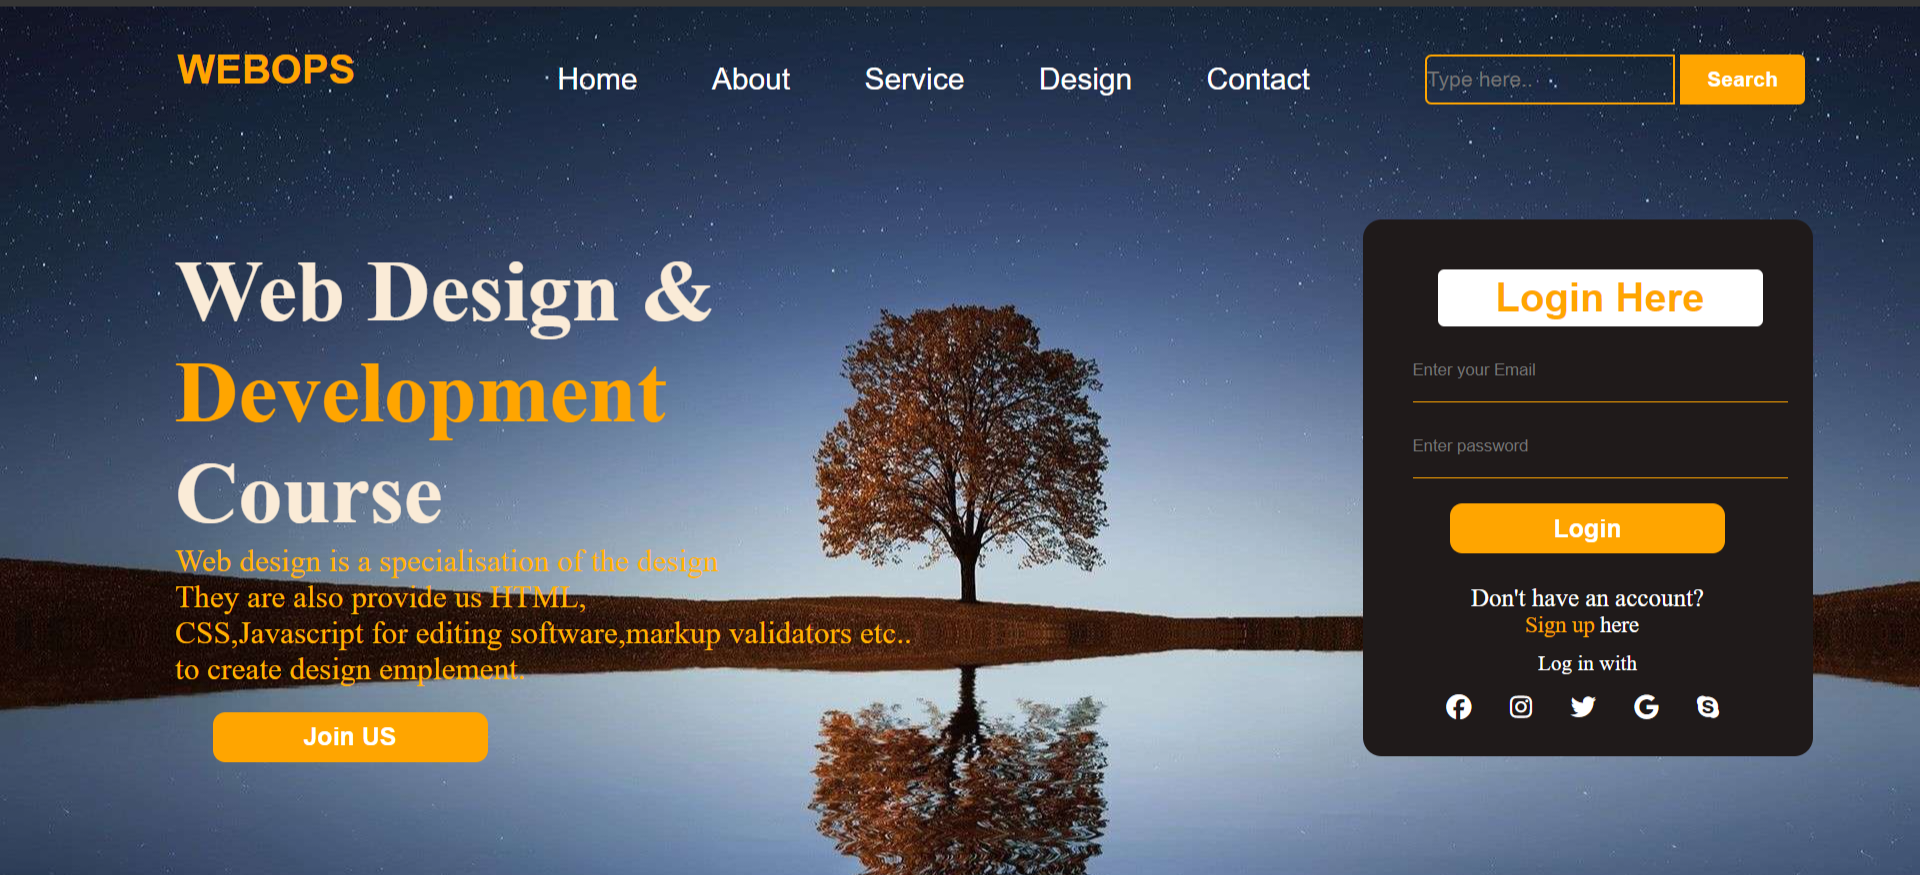 WEBOPS
Home About Service Design Contact
Type here.. Search
Web Design &
Development
Course
Web design is a specialisation of the design
They are also provide us HTML,
CSS,Javascript for editing software,markup validators etc..
to create design emplement.
Join US
Login Here
Enter your Email
Enter password
Login
Don't have an account?
Sign up here
Log in with